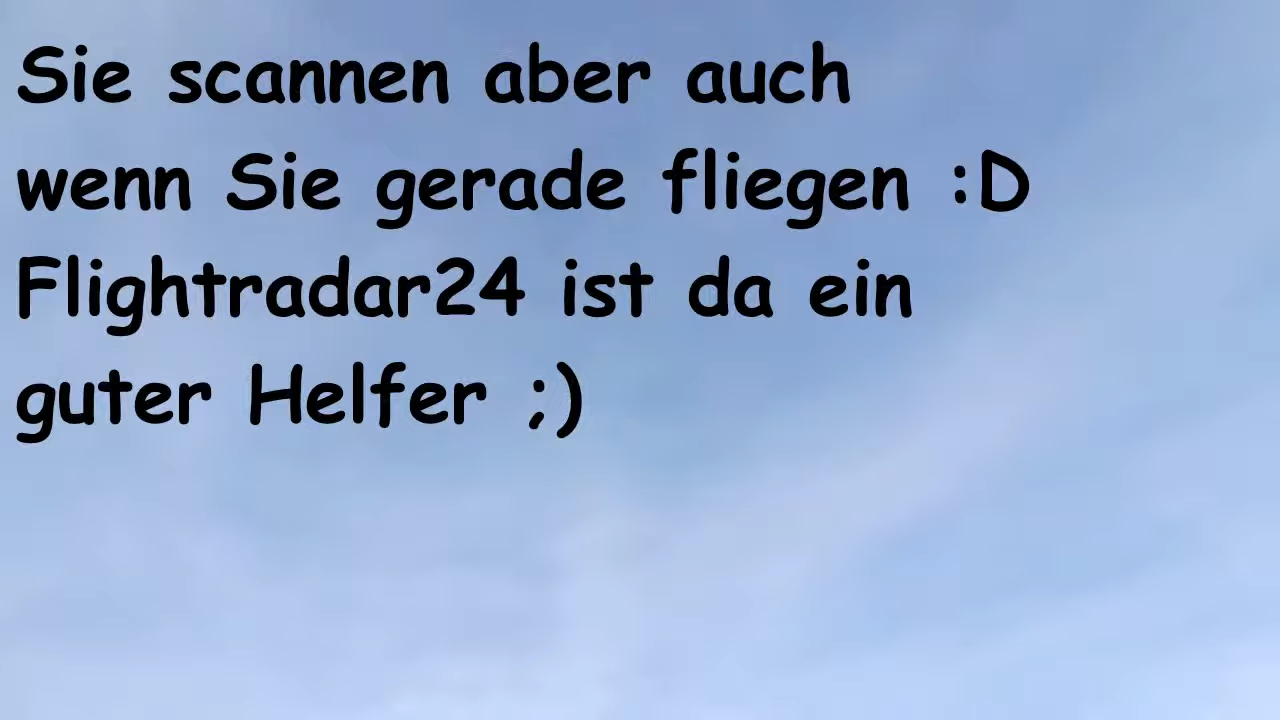 Sie scannen aber auch
wenn Sie gerade fliegen :D
Flightradar24 ist da ein
guter Helfer ;)